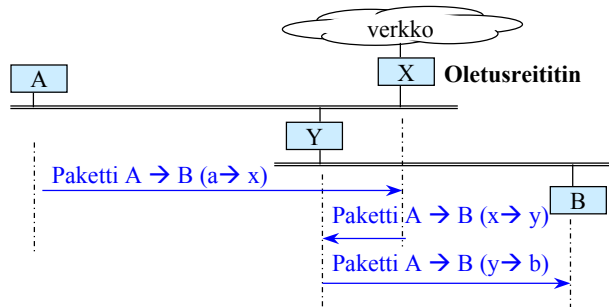 verkko
A
X
Oletusreititin
Y
Paketti A → B (a→ x)
B
Paketti A → B (x→ y)
Paketti A → B (y→ b)